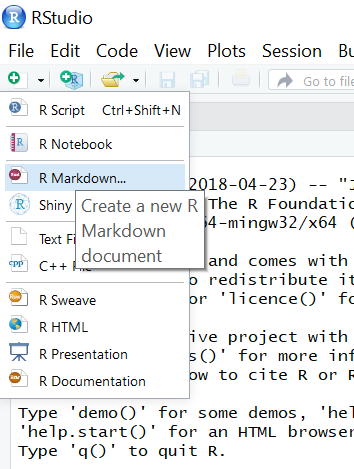 RStudio
File Edit Code View Plots Session Bu
Go to file
R Script Ctrl+Shift+N
R Notebook
R Markdown...
2018-04-23) -- "J
Shiny
Create a new R
Markdown
document
The R Foundatio
Text Fi
64-mingw32/x64 (
C++ File
and comes with
R Sweave
o redistribute it
or 'licence()' fo
R HTML
ive project with
R Presentation
s()' for more inf
R Documentation
ow to cite R or R
Type 'demo()' for some demos, 'hel
'help.start()' for an HTML browser
Type 'q()' to quit R.